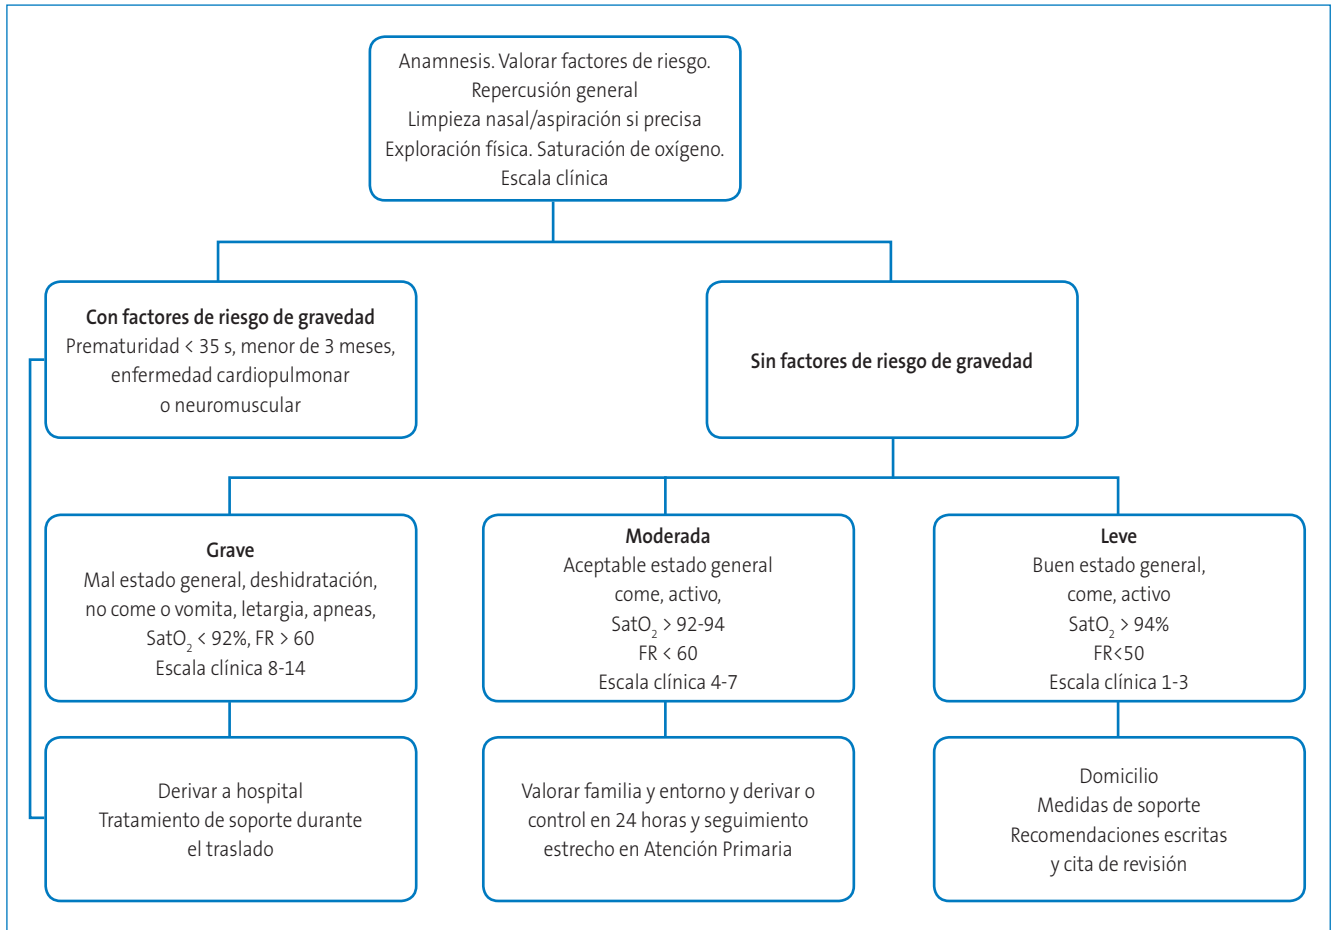 Anamnesis. Valorar factores de riesgo.
Repercusión general
Limpieza nasal/aspiración si precisa
Exploración física. Saturación de oxígeno.
Escala clínica
Con factores de riesgo de gravedad
Prematuridad < 35 s, menor de 3 meses,
enfermedad cardiopulmonar
o neuromuscular
Sin factores de riesgo de gravedad
Grave
Mal estado general, deshidratación,
no come o vomita, letargia, apneas,
SatO₂ < 92%, FR > 60
Escala clínica 8-14
Moderada
Aceptable estado general
come, activo,
SatO₂ > 92-94
FR < 60
Escala clínica 4-7
Leve
Buen estado general,
come, activo
SatO₂ > 94%
FR<50
Escala clínica 1-3
Derivar a hospital
Tratamiento de soporte durante
el traslado
Valorar familia y entorno y derivar o
control en 24 horas y seguimiento
estrecho en Atención Primaria
Domicilio
Medidas de soporte
Recomendaciones escritas
y cita de revisión